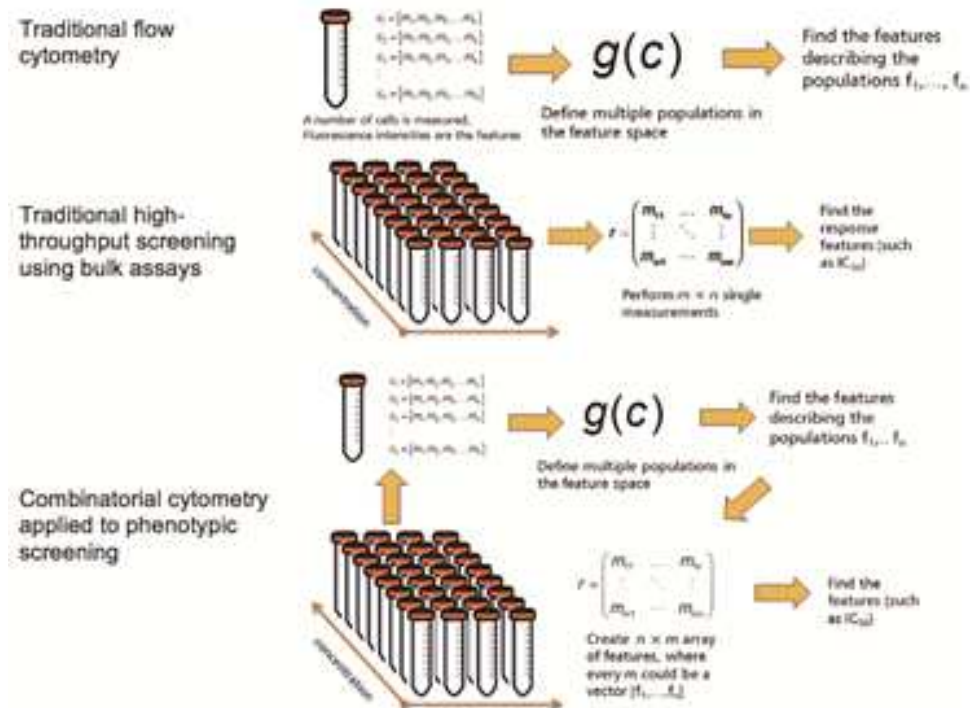 Traditional flow
cytometry
A number of cells is measured.
Fluorescence intensities are the features
g(c)
Define multiple populations in
the feature space
Find the features
describing the
populations f₁,..., fₙ
Traditional high-
throughput screening
using bulk assays
concentration
Perform m × n single
measurements
Find the
response
features (such
as IC₅₀)
g(c)
Define multiple populations in
the feature space
Find the features
describing the
populations f₁,.. fₙ
Combinatorial cytometry
applied to phenotypic
screening
concentration
Create n × m array
of features, where
every m could be a
vector [f₁,...,fₙ]
Find the
features (such
as IC₅₀)